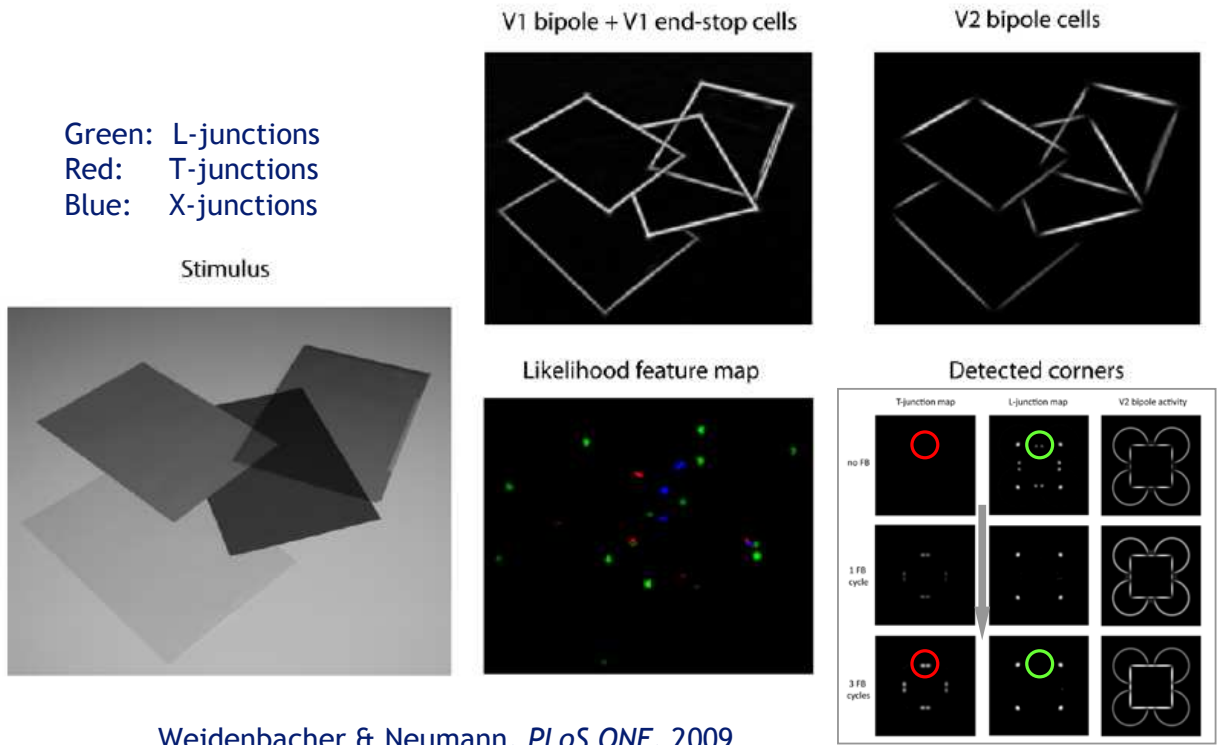 V1 bipole + V1 end-stop cells
V2 bipole cells
Green: L-junctions
Red: T-junctions
Blue: X-junctions
Stimulus
Likelihood feature map
Detected corners
T-junction map
L-junction map
V2 bipole activity
no FB
1 FB
cycle
3 FB
cycles
Weidenbacher & Neumann, PLoS ONE, 2009